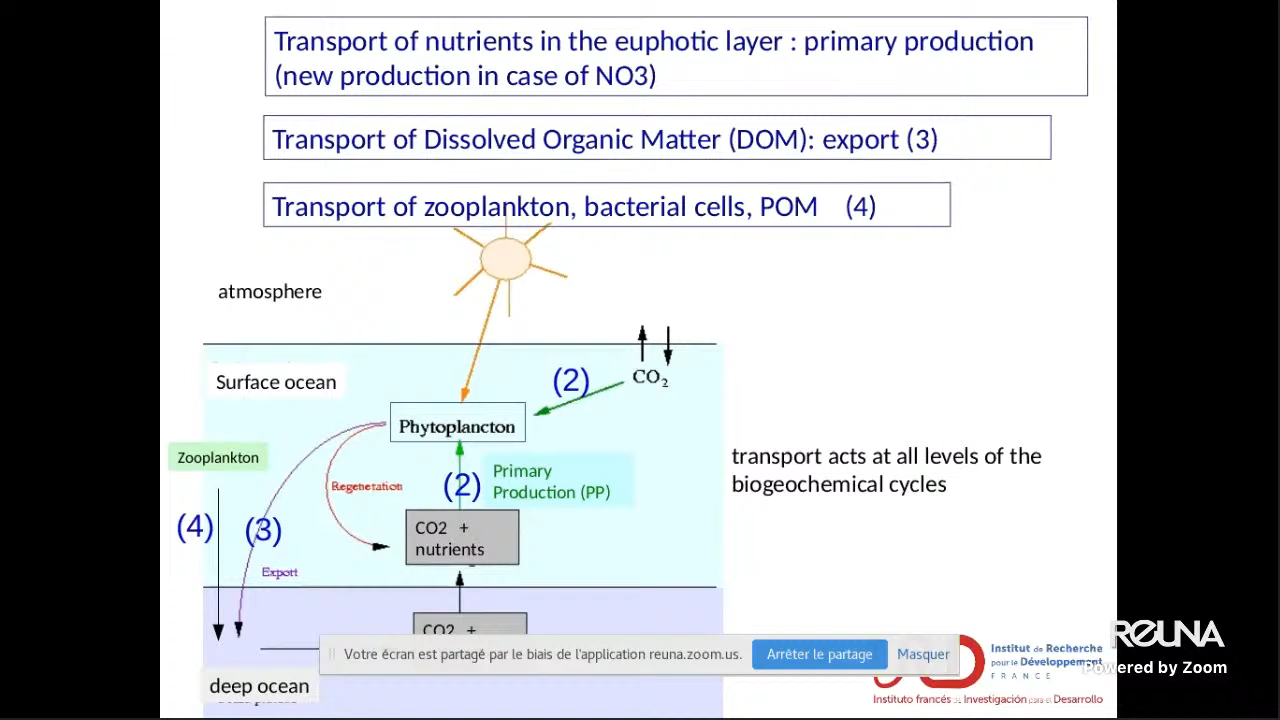 Transport of nutrients in the euphotic layer : primary production
(new production in case of NO3)
Transport of Dissolved Organic Matter (DOM): export (3)
Transport of zooplankton, bacterial cells, POM (4)
atmosphere
Surface ocean
(2)
CO2
Phytoplancton
Zooplankton
Regeneration
(2)
Primary
Production (PP)
transport acts at all levels of the
biogeochemical cycles
(4)
(3)
CO2 +
nutrients
Export
CO2 +
Votre écran est partagé par le biais de l'application reuna.zoom.us.
Arrêter le partage
Masquer
deep ocean
Institut de Recherche
pour le Développement
FRANCE
Instituto francés de Investigación para el Desarrollo
REUNA
Powered by Zoom